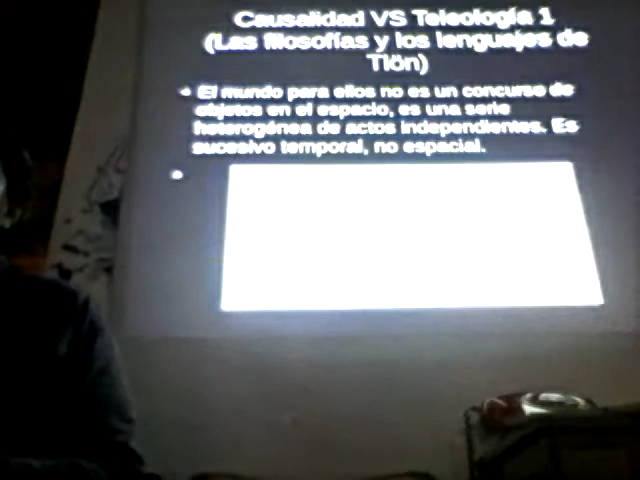 Causalidad VS Teleología 1
(Las filosofías y los lenguajes de
Tlön)
El mundo para ellos no es un concurso de
objetos en el espacio, es una serie
heterogénea de actos independientes. Es
sucesivo temporal, no espacial.